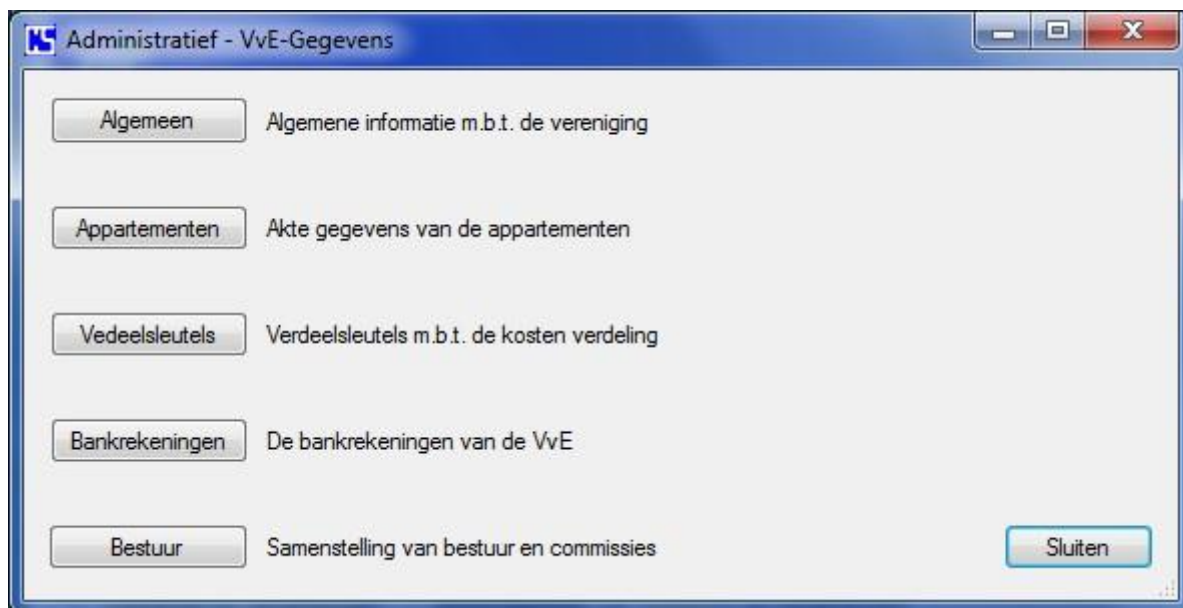 Administratief - VvE-Gegevens
Algemeen Algemene informatie m.b.t. de vereniging
Appartementen Akte gegevens van de appartementen
Vedeelsleutels Verdeelsleutels m.b.t. de kosten verdeling
Bankrekeningen De bankrekeningen van de VvE
Bestuur Samenstelling van bestuur en commissies Sluiten